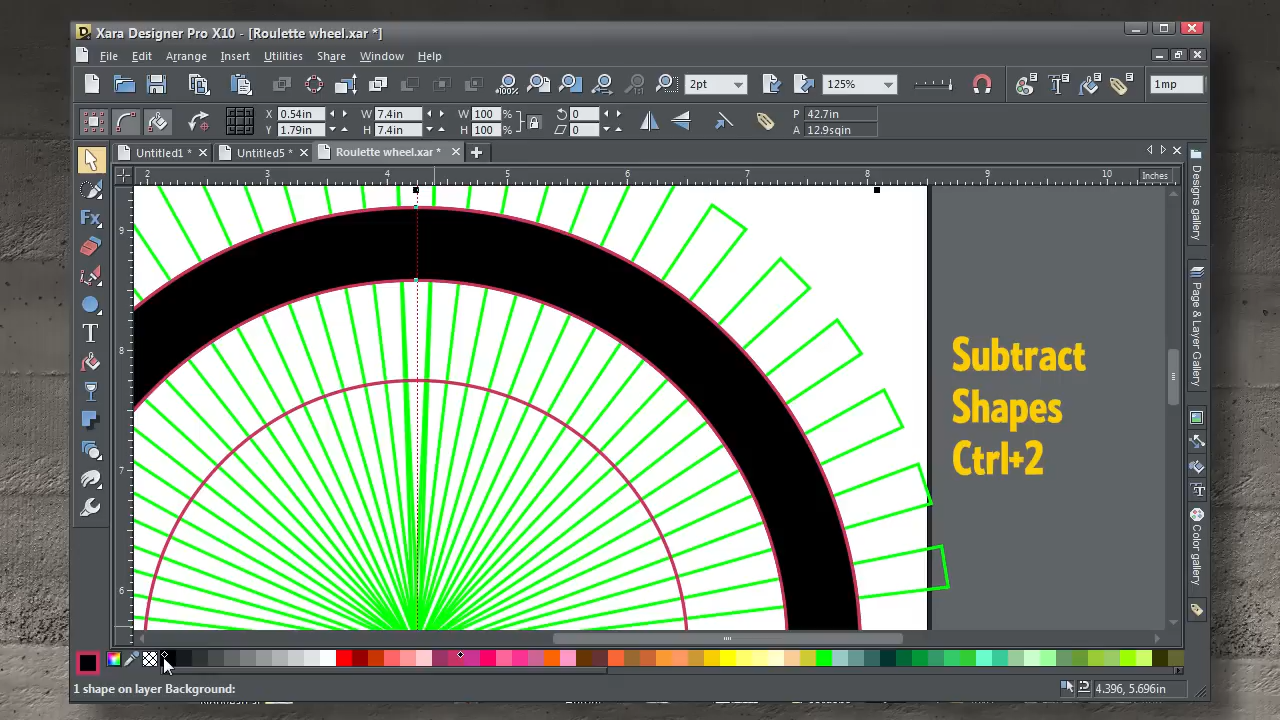 Xara Designer Pro X10 - [Roulette wheel.xar *]
File Edit Arrange Insert Utilities Share Window Help
100% 2pt 125% 1mp
X 0.54in W 7.4in W 100 % 0 P 42.7in
Y 1.79in H 7.4in H 100 % 0 A 12.9sqin
Untitled1 * Untitled5 * Roulette wheel.xar *
2 3 4 5 6 7 8 9 10 Inches
9
8
7
6
Fx
T
Subtract
Shapes
Ctrl+2
Designs gallery
Page & Layer Gallery
Color gallery
1 shape on layer Background:
4.396, 5.696in